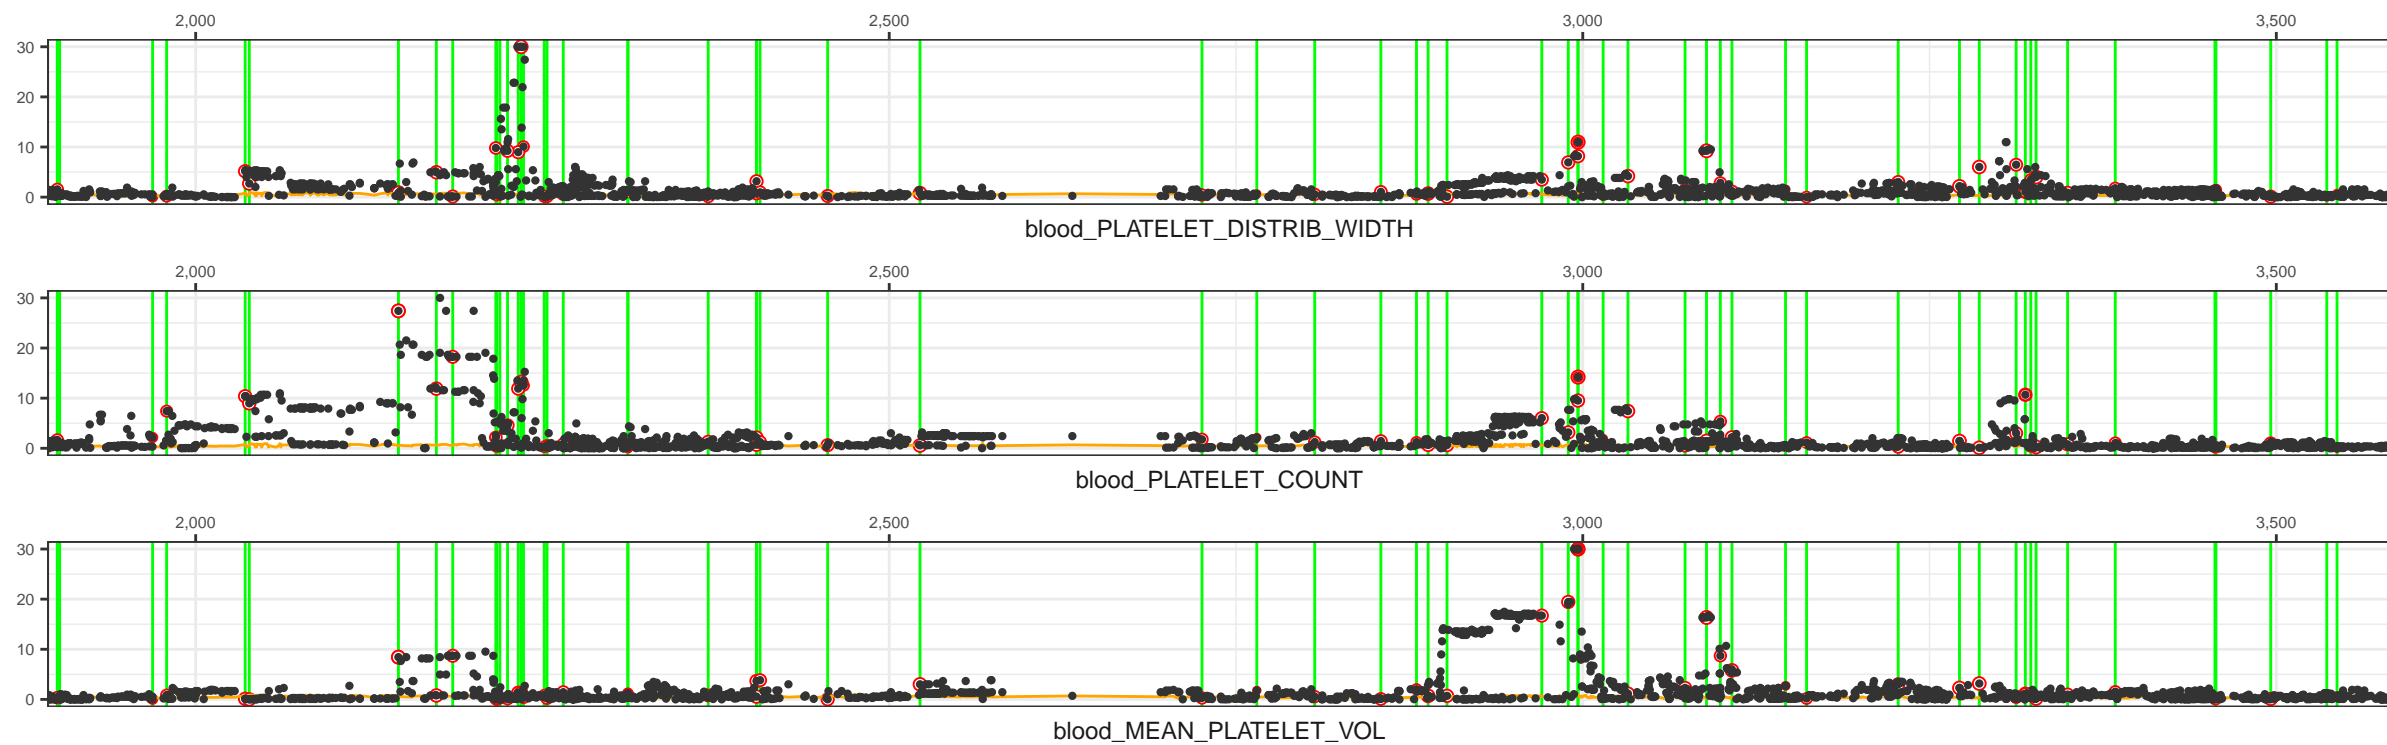 2,000 2,500 3,000 3,500
30
20
10
0
blood_PLATELET_DISTRIB_WIDTH
2,000 2,500 3,000 3,500
30
20
10
0
blood_PLATELET_COUNT
2,000 2,500 3,000 3,500
30
20
10
0
blood_MEAN_PLATELET_VOL